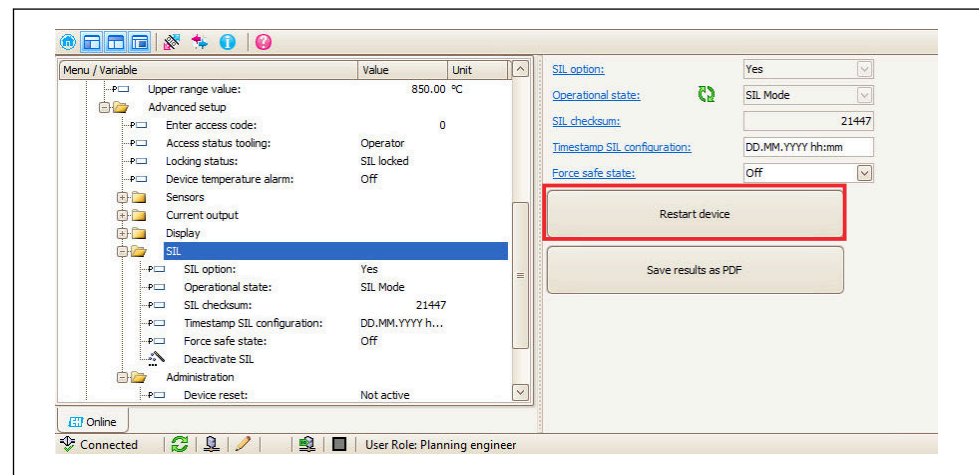 Menu / Variable Value Unit
Upper range value: 850.00 °C
Advanced setup
Enter access code: 0
Access status tooling: Operator
Locking status: SIL locked
Device temperature alarm: Off
Sensors
Current output
Display
SIL
SIL option: Yes
Operational state: SIL Mode
SIL checksum: 21447
Timestamp SIL configuration: DD.MM.YYYY h...
Force safe state: Off
Deactivate SIL
Administration
Device reset: Not active
Online
SIL option: Yes
Operational state: SIL Mode
SIL checksum: 21447
Timestamp SIL configuration: DD.MM.YYYY hh:mm
Force safe state: Off
Restart device
Save results as PDF
Connected User Role: Planning engineer